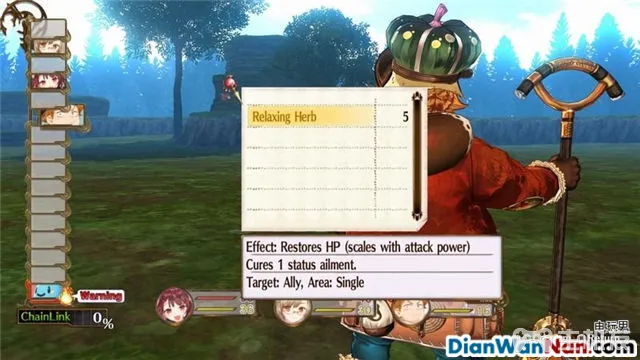 Relaxing Herb 5
Effect: Restores HP (scales with attack power)
Cures 1 status ailment.
Target: Ally, Area: Single
Warning
ChainLink 0%
DianWanNan.com